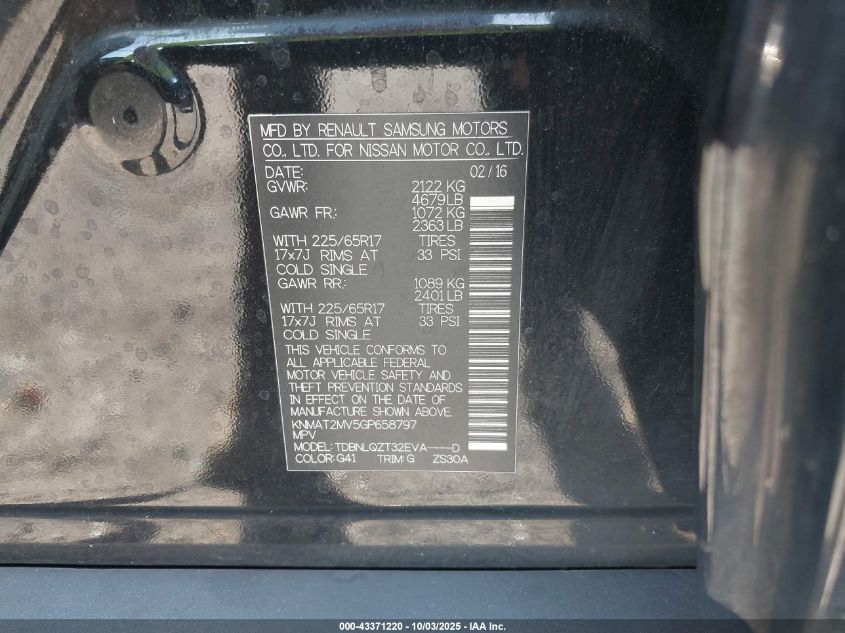 MFD BY RENAULT SAMSUNG MOTORS
CO., LTD. FOR NISSAN MOTOR CO., LTD.
DATE: 02/16
GVWR: 2122 KG
4679 LB
GAWR FR.: 1072 KG
2363 LB
WITH 225/65R17 TIRES
17x7J RIMS AT 33 PSI
COLD SINGLE
GAWR RR.: 1089 KG
2401 LB
WITH 225/65R17 TIRES
17x7J RIMS AT 33 PSI
COLD SINGLE
THIS VEHICLE CONFORMS TO
ALL APPLICABLE FEDERAL
MOTOR VEHICLE SAFETY AND
THEFT PREVENTION STANDARDS
IN EFFECT ON THE DATE OF
MANUFACTURE SHOWN ABOVE.
KNMAT2MV5GP658797
MPV
MODEL: TDBNLQZT32EVA-----D
COLOR: G41 TRIM: G ZS30A
000-43371220 - 10/03/2025 - IAA Inc.